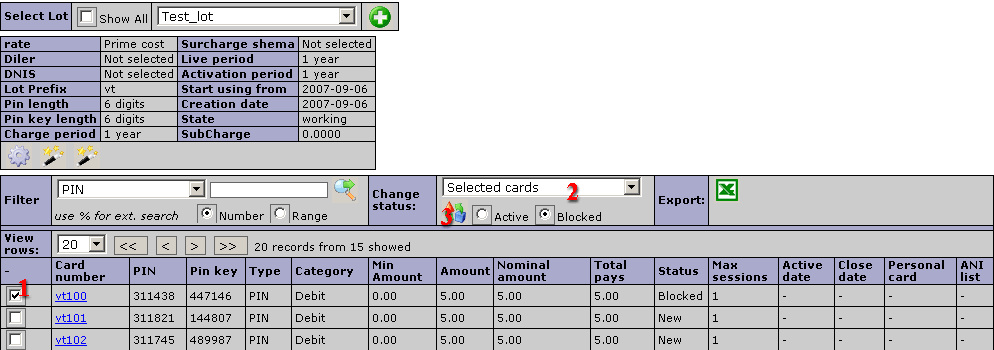 Select Lot Show All Test_lot
rate Prime cost Surcharge shema Not selected
Diler Not selected Live period 1 year
DNIS Not selected Activation period 1 year
Lot Prefix vt Start using from 2007-09-06
Pin length 6 digits Creation date 2007-09-06
Pin key length 6 digits State working
Charge period 1 year SubCharge 0.0000
Filter PIN Change status: Selected cards 2 Export:
use % for ext. search Number Range 3 Active Blocked
View rows: 20 << < > >> 20 records from 15 showed
- Card number PIN Pin key Type Category Min Amount Amount Nominal amount Total pays Status Max sessions Active date Close date Personal card ANI list
1 vt100 311438 447146 PIN Debit 0.00 5.00 5.00 5.00 Blocked 1 - - - -
vt101 311821 144807 PIN Debit 0.00 5.00 5.00 5.00 New 1 - - - -
vt102 311745 489987 PIN Debit 0.00 5.00 5.00 5.00 New 1 - - - -